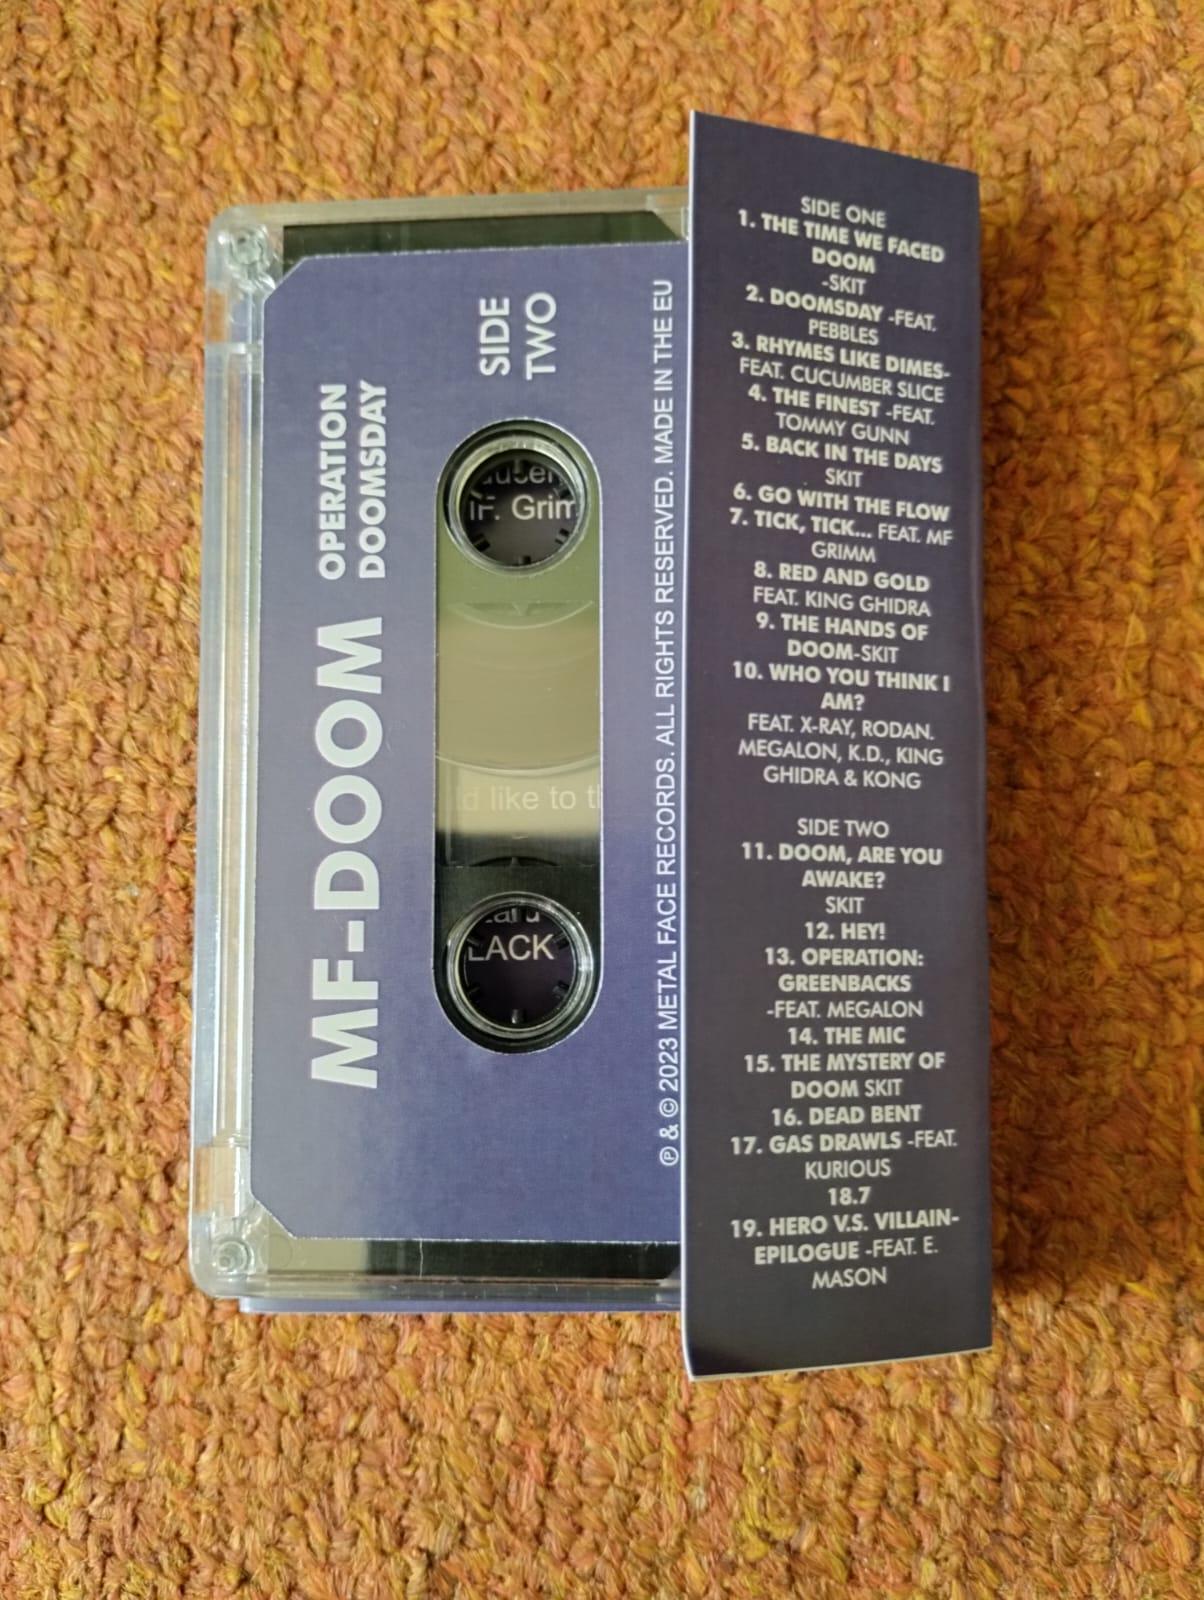 MF-DOOM
OPERATION
DOOMSDAY
SIDE
TWO
IF. Grim
d like to th
LACK
℗ & © 2023 METAL FACE RECORDS. ALL RIGHTS RESERVED. MADE IN THE EU
SIDE ONE
1. THE TIME WE FACED
DOOM
-SKIT
2. DOOMSDAY -FEAT.
PEBBLES
3. RHYMES LIKE DIMES-
FEAT. CUCUMBER SLICE
4. THE FINEST -FEAT.
TOMMY GUNN
5. BACK IN THE DAYS
SKIT
6. GO WITH THE FLOW
7. TICK, TICK... FEAT. MF
GRIMM
8. RED AND GOLD
FEAT. KING GHIDRA
9. THE HANDS OF
DOOM-SKIT
10. WHO YOU THINK I
AM?
FEAT. X-RAY, RODAN.
MEGALON, K.D., KING
GHIDRA & KONG
SIDE TWO
11. DOOM, ARE YOU
AWAKE?
SKIT
12. HEY!
13. OPERATION:
GREENBACKS
-FEAT. MEGALON
14. THE MIC
15. THE MYSTERY OF
DOOM SKIT
16. DEAD BENT
17. GAS DRAWLS -FEAT.
KURIOUS
18.7
19. HERO V.S. VILLAIN-
EPILOGUE -FEAT. E.
MASON